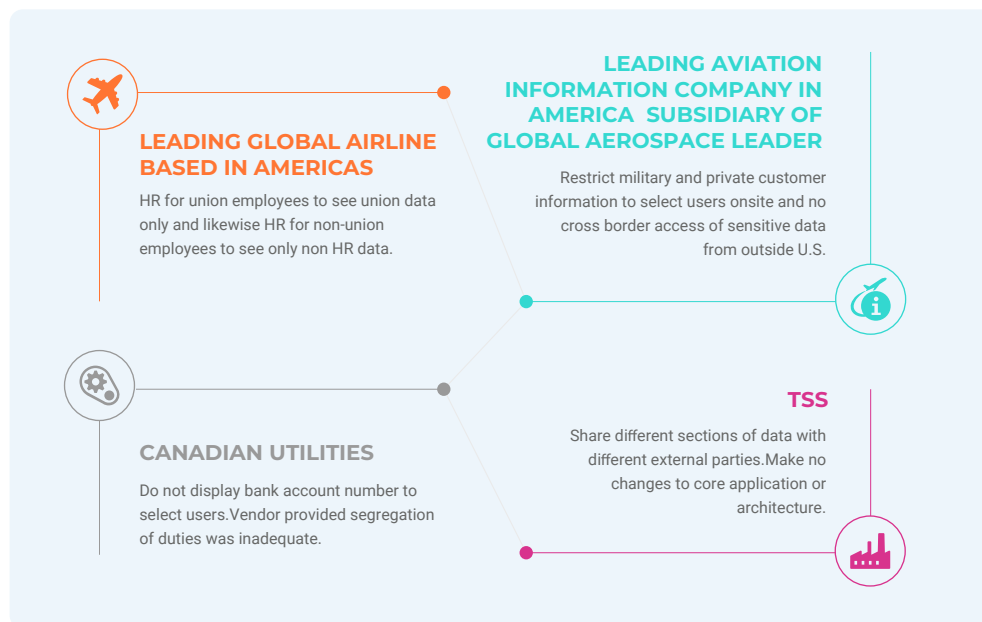 LEADING GLOBAL AIRLINE
BASED IN AMERICAS
HR for union employees to see union data
only and likewise HR for non-union
employees to see only non HR data.
LEADING AVIATION
INFORMATION COMPANY IN
AMERICA SUBSIDIARY OF
GLOBAL AEROSPACE LEADER
Restrict military and private customer
information to select users onsite and no
cross border access of sensitive data
from outside U.S.
CANADIAN UTILITIES
Do not display bank account number to
select users.Vendor provided segregation
of duties was inadequate.
TSS
Share different sections of data with
different external parties.Make no
changes to core application or
architecture.